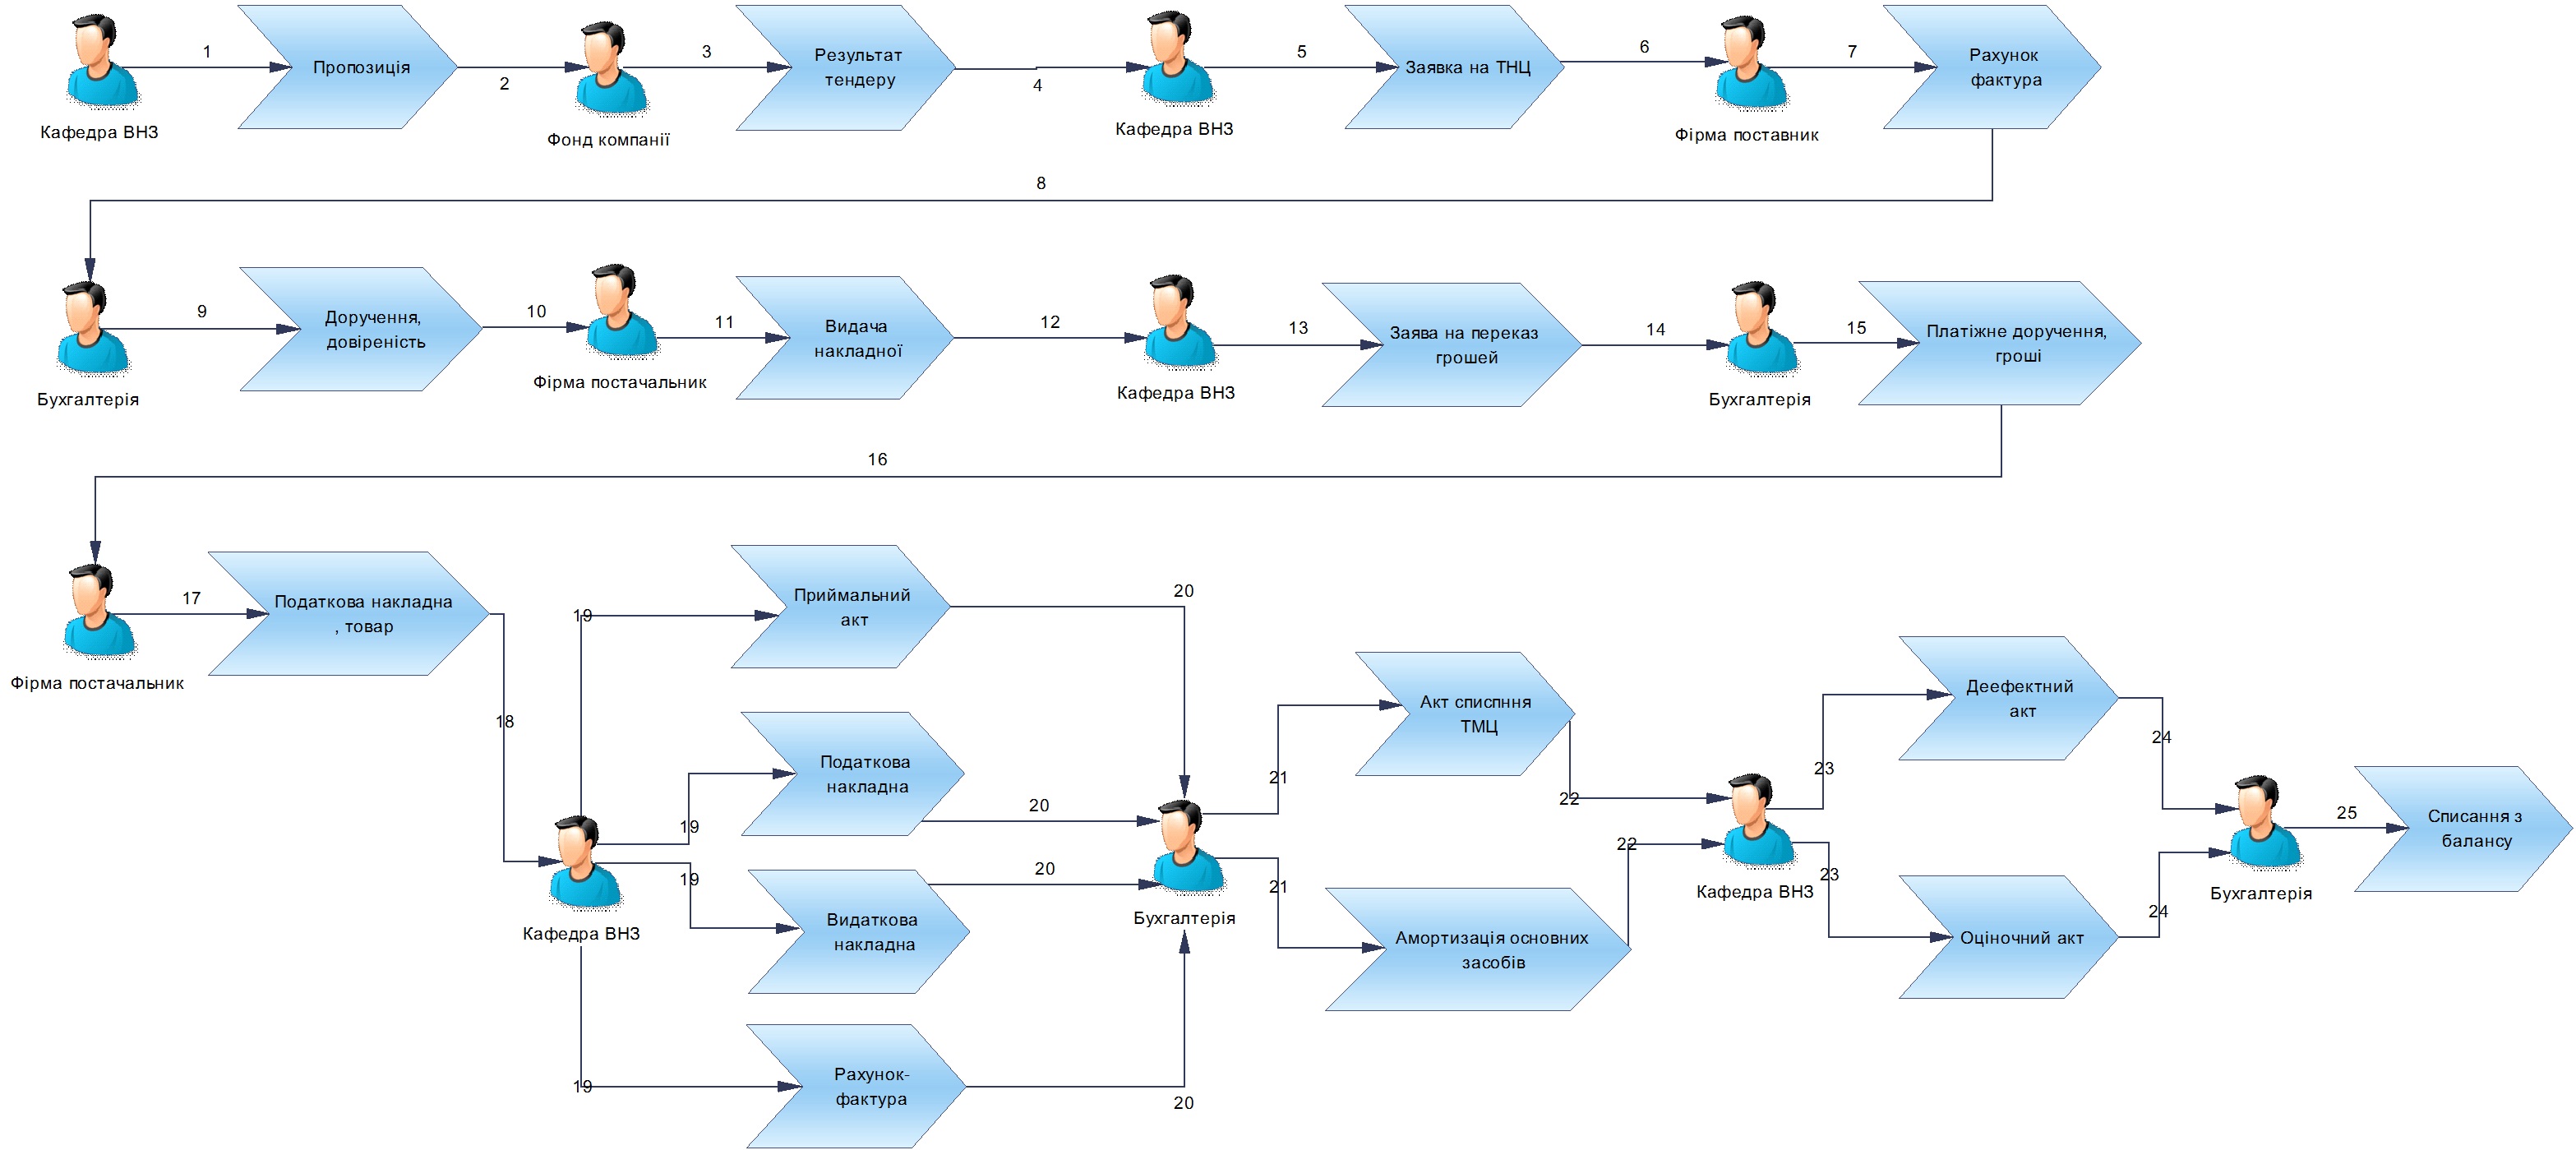 1
Пропозиція
2
3
Результат
тендеру
4
5
Заявка на ТНЦ
6
7
Рахунок
фактура
Кафедра ВНЗ
Фонд компанії
Кафедра ВНЗ
Фірма поставник
8
9
Доручення,
довіреність
10
11
Видача
накладної
12
13
Заява на переказ
грошей
14
15
Платіжне доручення,
гроші
Бухгалтерія
Фірма постачальник
Кафедра ВНЗ
Бухгалтерія
16
17
Податкова накладна
, товар
Фірма постачальник
18
Кафедра ВНЗ
19
Приймальний
акт
20
19
Податкова
накладна
20
19
Видаткова
накладна
20
19
Рахунок-
фактура
20
Бухгалтерія
21
Акт списпння
ТМЦ
22
21
Амортизація основних
засобів
22
Кафедра ВНЗ
23
Деефектний
акт
24
23
Оціночний акт
24
Бухгалтерія
25
Списання з
балансу